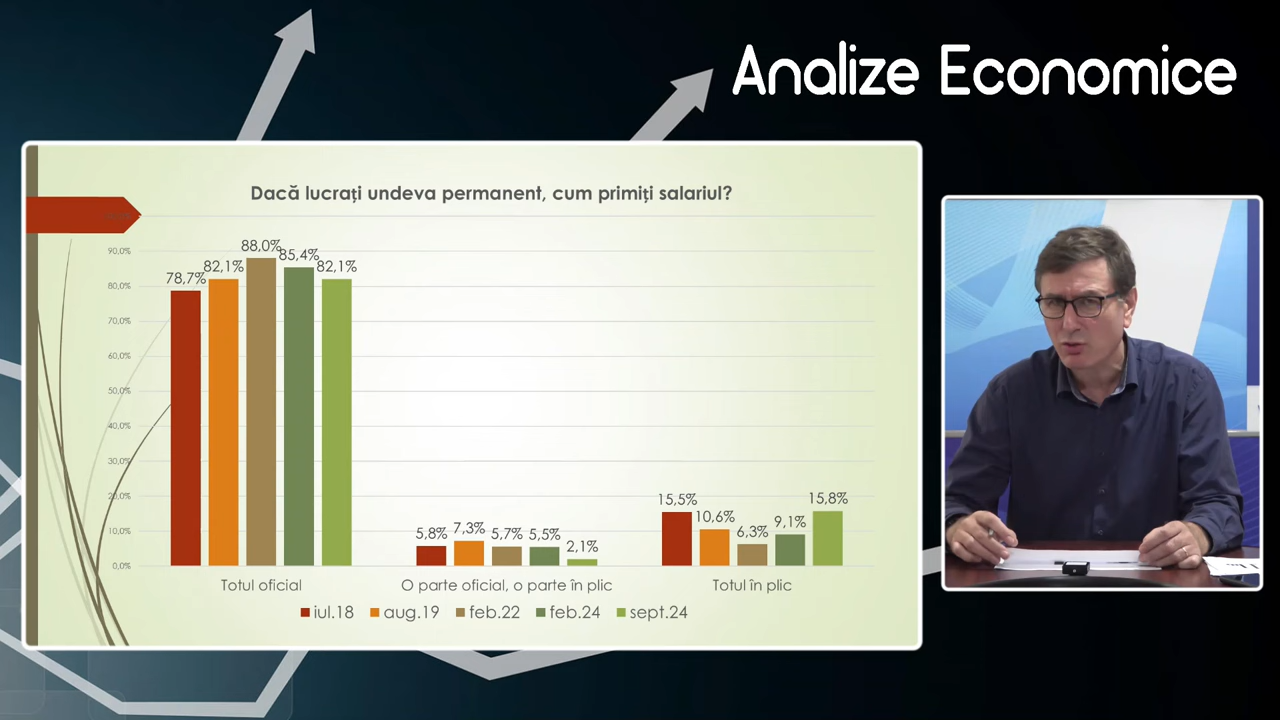 Analize Economice
Dacă lucrați undeva permanent, cum primiți salariul?
90,0%
80,0%
70,0%
60,0%
50,0%
40,0%
30,0%
20,0%
10,0%
0,0%
78,7% 82,1% 88,0% 85,4% 82,1%
5,8% 7,3% 5,7% 5,5% 2,1%
15,5% 10,6% 6,3% 9,1% 15,8%
Totul oficial O parte oficial, o parte în plic Totul în plic
iul.18 aug.19 feb.22 feb.24 sept.24